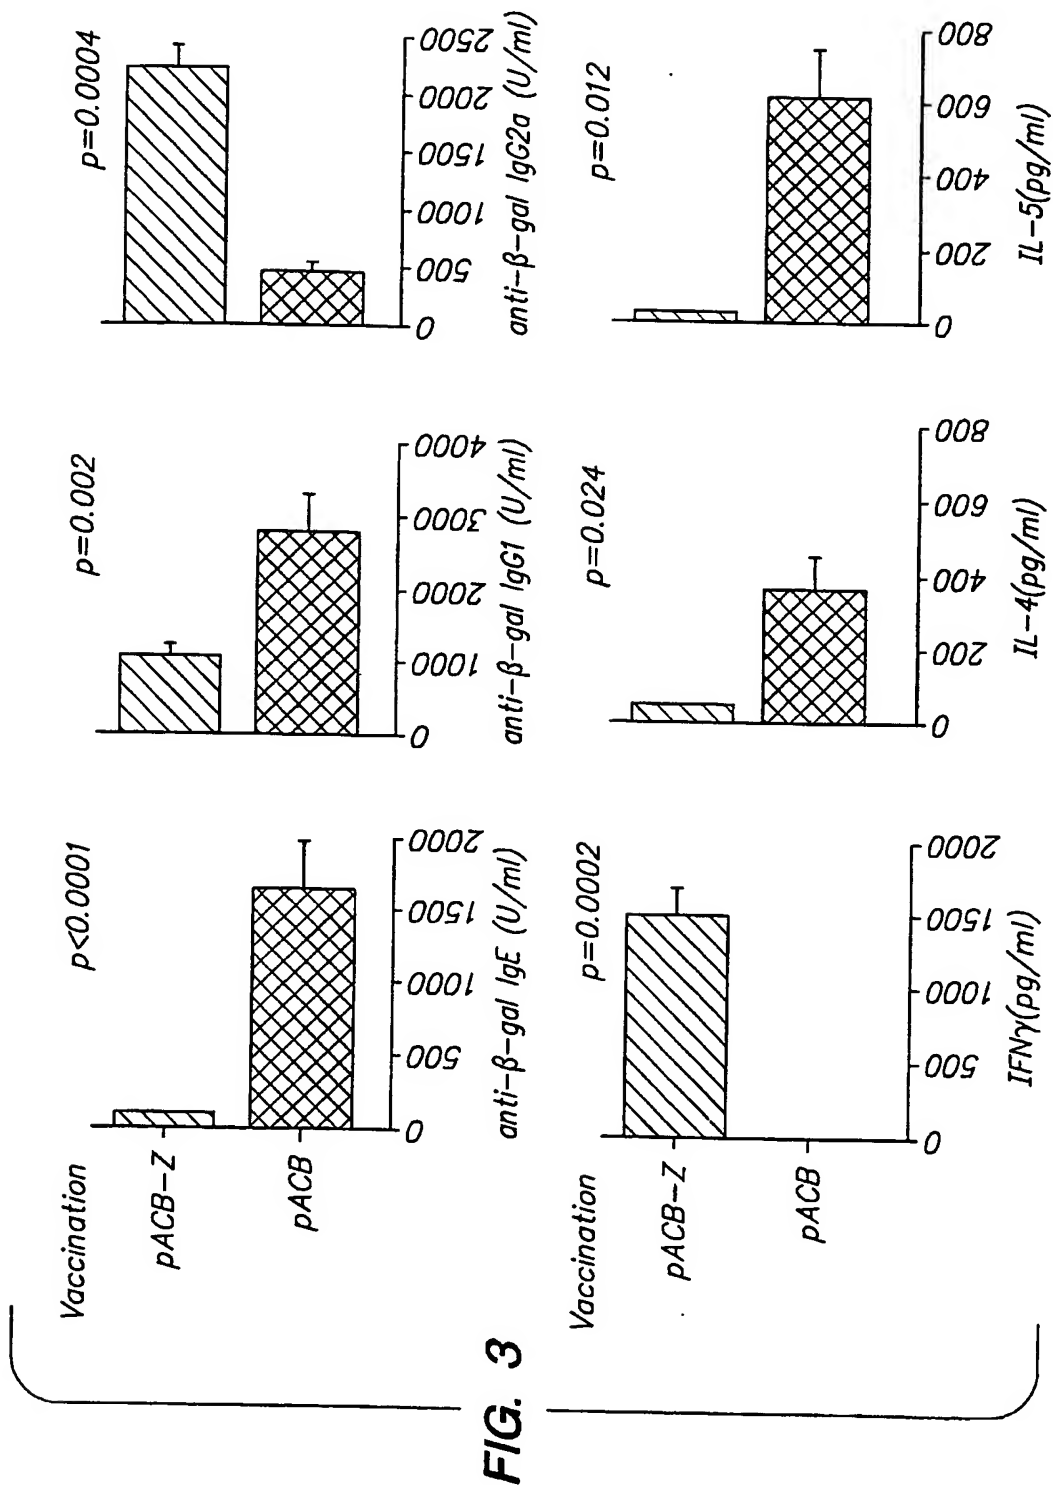 FIG. 3
Vaccination
pACB-Z
pACB
p<0.0001
0 500 1000 1500 2000
anti-β-gal IgE (U/ml)
p=0.002
0 1000 2000 3000 4000
anti-β-gal IgG1 (U/ml)
p=0.0004
0 500 1000 1500 2000 2500
anti-β-gal IgG2a (U/ml)
Vaccination
pACB-Z
pACB
p=0.0002
0 500 1000 1500 2000
IFNγ(pg/ml)
p=0.024
0 200 400 600 800
IL-4(pg/ml)
p=0.012
0 200 400 600 800
IL-5(pg/ml)